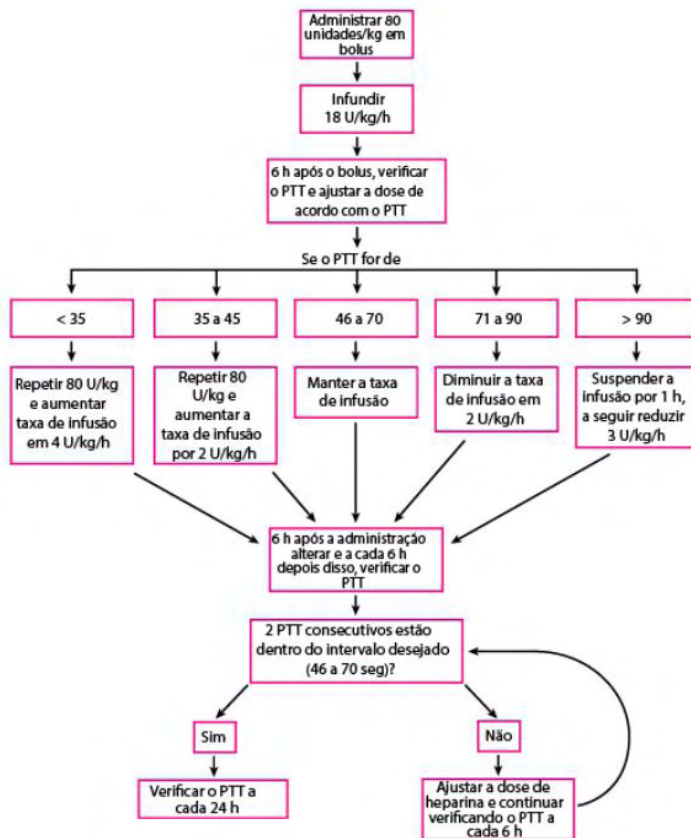 Administrar 80
unidades/kg em
bolus
Infundir
18 U/kg/h
6 h após o bolus, verificar
o PTT e ajustar a dose de
acordo com o PTT
Se o PTT for de
< 35
35 a 45
46 a 70
71 a 90
> 90
Repetir 80 U/kg
e aumentar
taxa de infusão
em 4 U/kg/h
Repetir 80
U/kg e
aumentar a
taxa de infusão
por 2 U/kg/h
Manter a taxa
de infusão
Diminuir a taxa
de infusão em
2 U/kg/h
Suspender a
infusão por 1 h,
a seguir reduzir
3 U/kg/h
6 h após a administração
alterar e a cada 6 h
depois disso, verificar o
PTT
2 PTT consecutivos estão
dentro do intervalo desejado
(46 a 70 seg)?
Sim
Não
Verificar o PTT a
cada 24 h
Ajustar a dose de
heparina e continuar
verificando o PTT a
cada 6 h